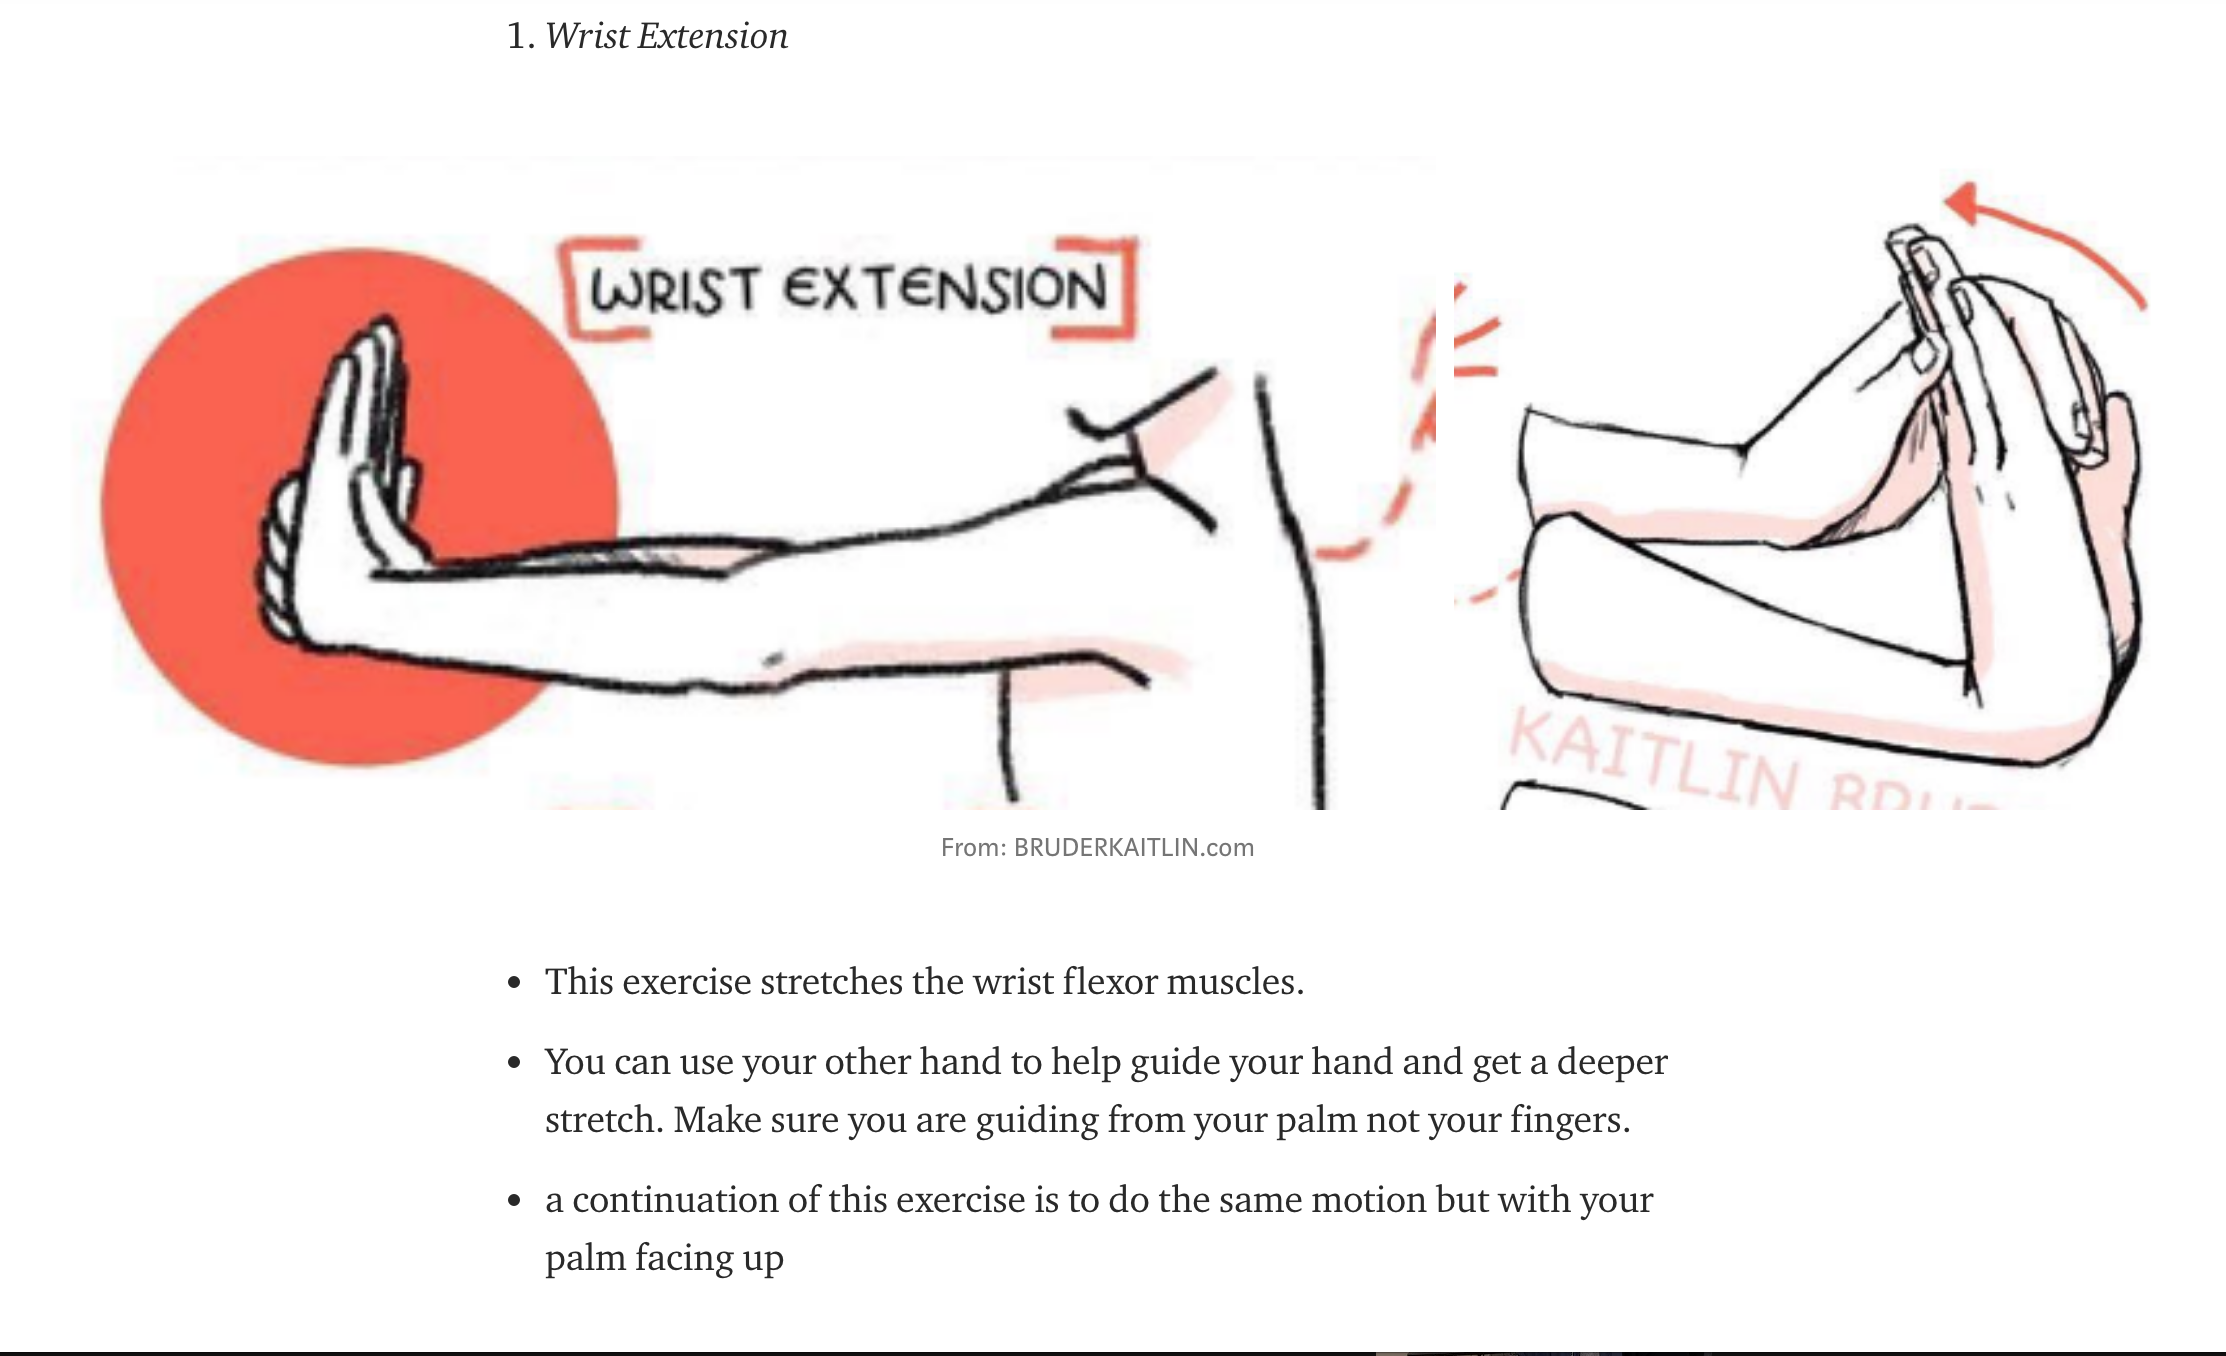 1. Wrist Extension
WRIST EXTENSION
KAITLIN
From: BRUDERKAITLIN.com
• This exercise stretches the wrist flexor muscles.
• You can use your other hand to help guide your hand and get a deeper
stretch. Make sure you are guiding from your palm not your fingers.
• a continuation of this exercise is to do the same motion but with your
palm facing up